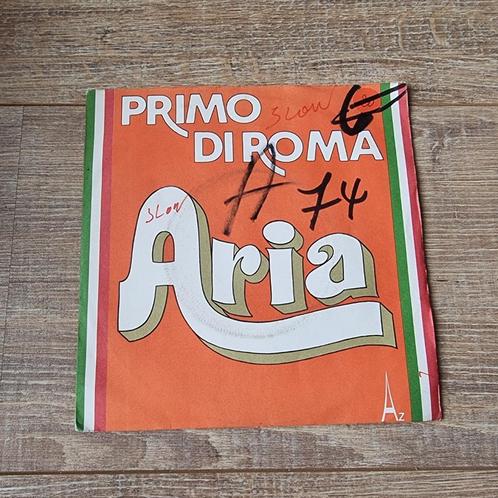 PRIMO SLOW 6
DI ROMA
A 74
SLOW
Aria
Az